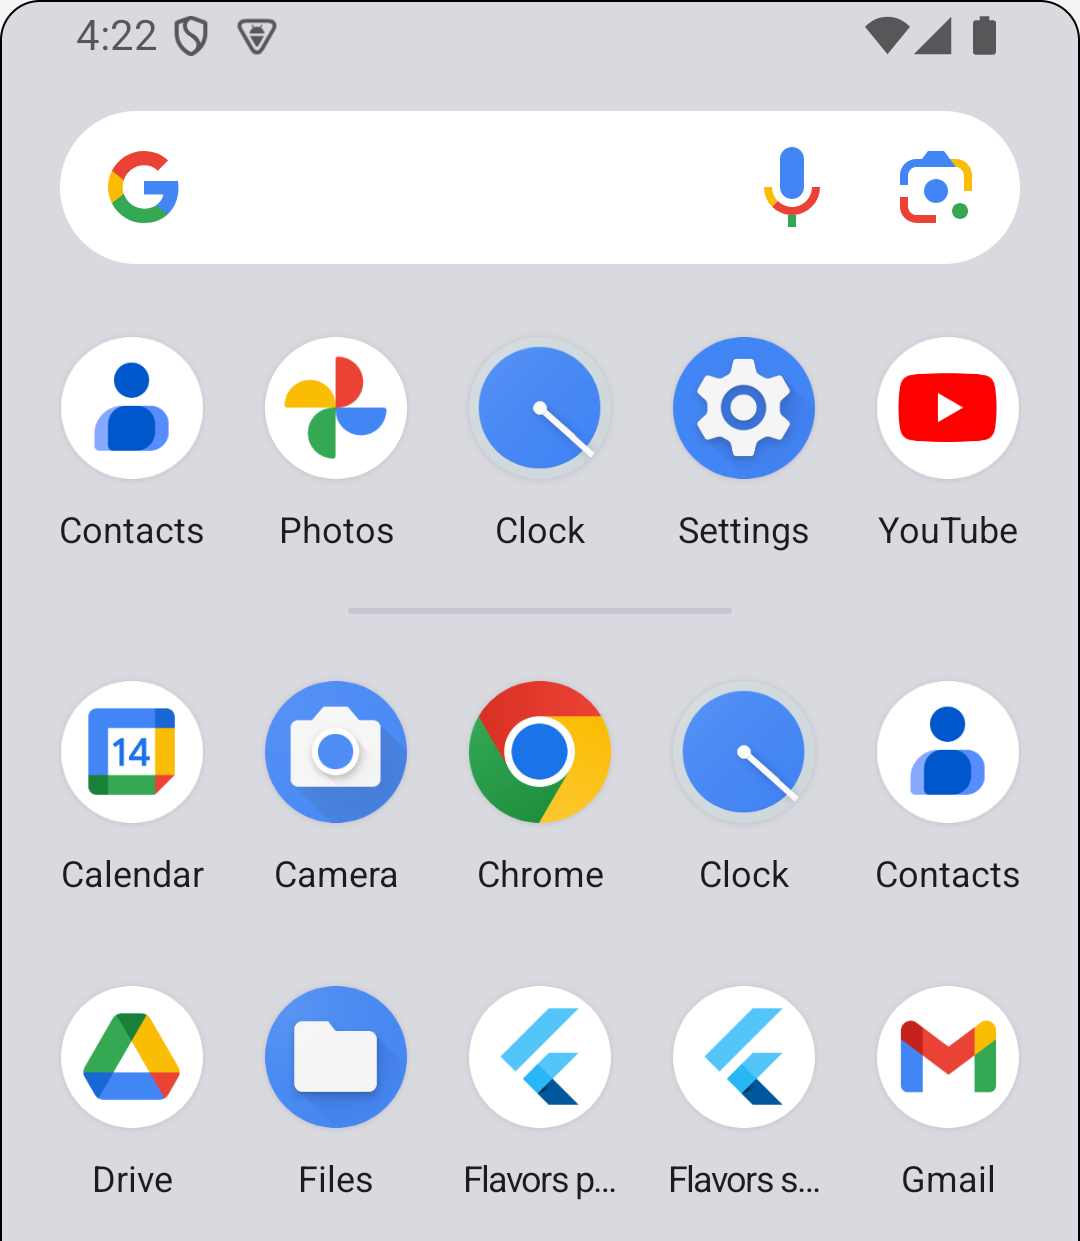 4:22
Contacts Photos Clock Settings YouTube
14
Calendar Camera Chrome Clock Contacts
Drive Files Flavors p... Flavors s... Gmail